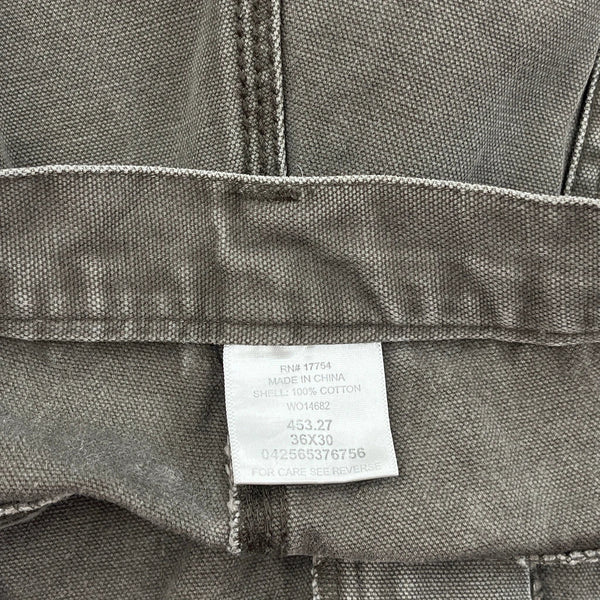 RN# 17754
MADE IN CHINA
SHELL: 100% COTTON
WO14682
453.27
36X30
042565376756
FOR CARE SEE REVERSE